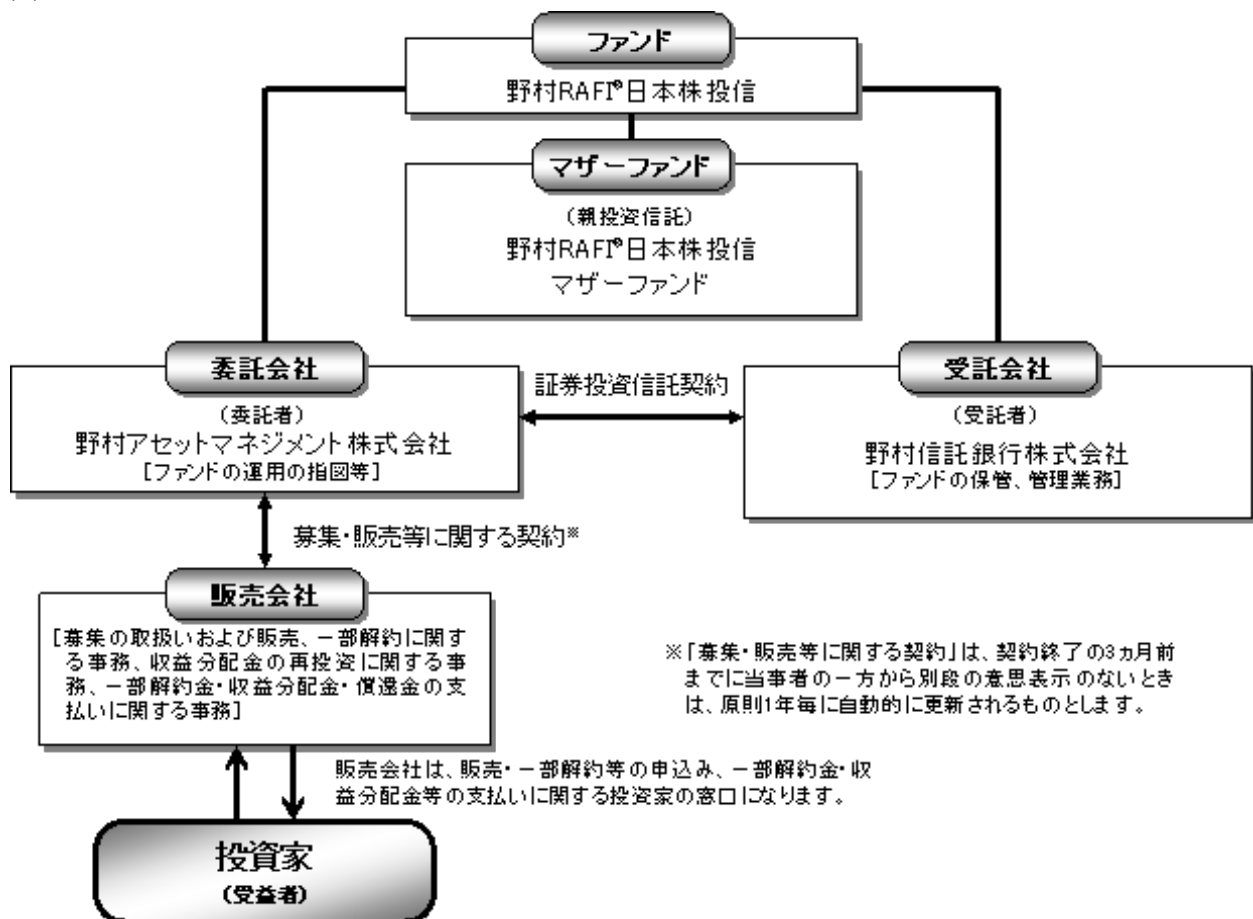 ファンド
野村RAFI®日本株投信
マザーファンド
(親投資信託)
野村RAFI®日本株投信
マザーファンド
委託会社
(委託者)
野村アセットマネジメント株式会社
[ファンドの運用の指図等]
証券投資信託契約
受託会社
(受託者)
野村信託銀行株式会社
[ファンドの保管、管理業務]
募集・販売等に関する契約※
販売会社
[募集の取扱いおよび販売、一部解約に関す
る事務、収益分配金の再投資に関する事
務、一部解約金・収益分配金・償還金の支
払いに関する事務]
※「募集・販売等に関する契約」は、契約終了の3ヵ月前
までに当事者の一方から別段の意思表示のないとき
は、原則1年毎に自動的に更新されるものとします。
販売会社は、販売・一部解約等の申込み、一部解約金・収
益分配金等の支払いに関する投資家の窓口になります。
投資家
(受益者)